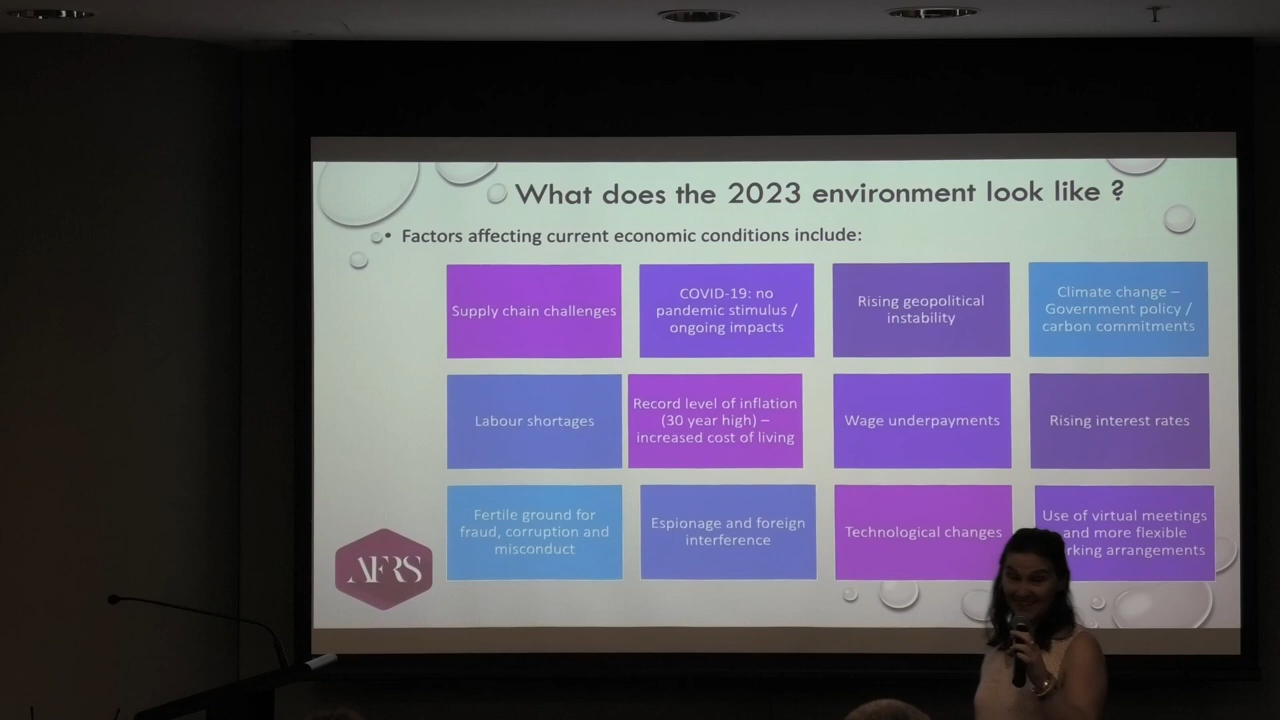 What does the 2023 environment look like ?
• Factors affecting current economic conditions include:
Supply chain challenges
COVID-19: no
pandemic stimulus /
ongoing impacts
Rising geopolitical
instability
Climate change –
Government policy /
carbon commitments
Labour shortages
Record level of inflation
(30 year high) –
increased cost of living
Wage underpayments
Rising interest rates
Fertile ground for
fraud, corruption and
misconduct
Espionage and foreign
interference
Technological changes
Use of virtual meetings
and more flexible
rking arrangements
AFRS